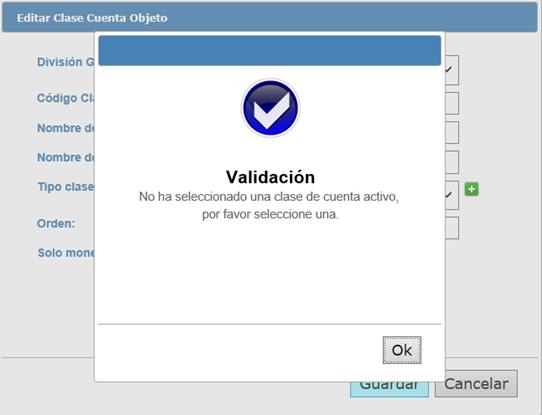 Editar Clase Cuenta Objeto
División G
Código Cl
Nombre de
Nombre de
Tipo clase
Orden:
Solo mone
Validación
No ha seleccionado una clase de cuenta activo,
por favor seleccione una.
Ok
Guardar Cancelar